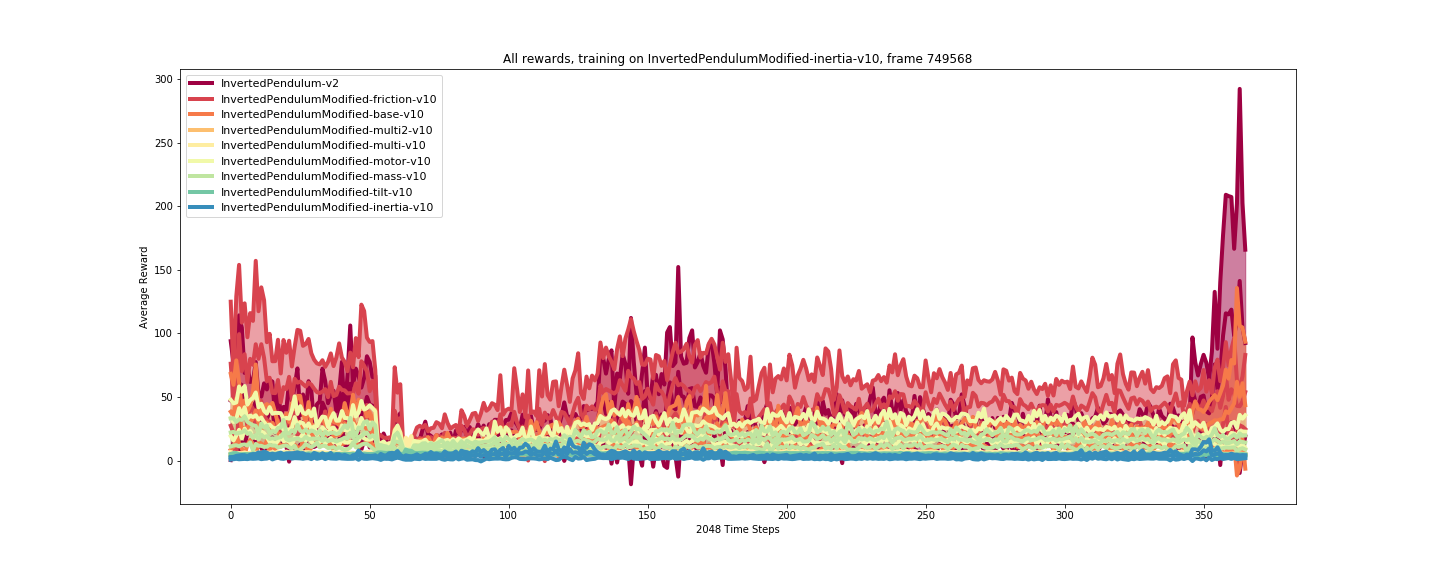 All rewards, training on InvertedPendulumModified-inertia-v10, frame 749568
300
250
200
150
100
50
0
Average Reward
InvertedPendulum-v2
InvertedPendulumModified-friction-v10
InvertedPendulumModified-base-v10
InvertedPendulumModified-multi2-v10
InvertedPendulumModified-multi-v10
InvertedPendulumModified-motor-v10
InvertedPendulumModified-mass-v10
InvertedPendulumModified-tilt-v10
InvertedPendulumModified-inertia-v10
0 50 100 150 200 250 300 350
2048 Time Steps